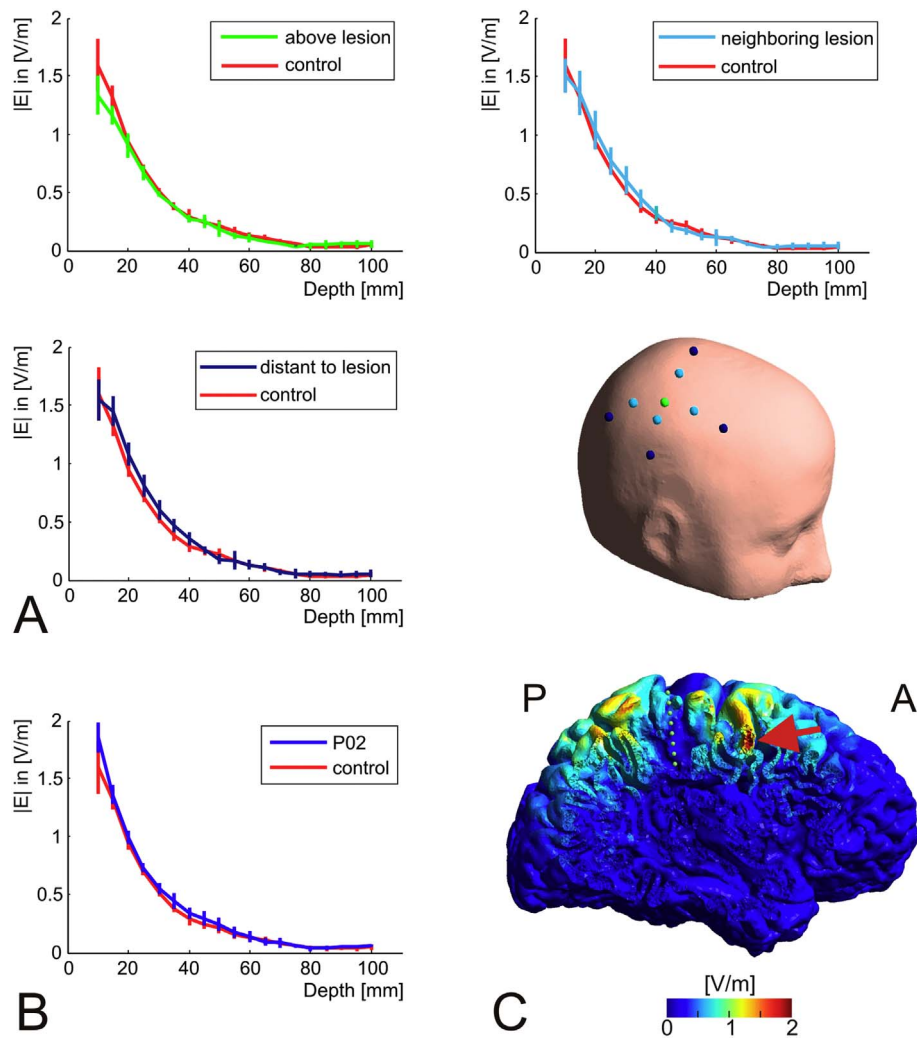 |E| in [V/m]
2
1.5
1
0.5
0
above lesion
control
0 20 40 60 80 100
Depth [mm]
|E| in [V/m]
2
1.5
1
0.5
0
neighboring lesion
control
0 20 40 60 80 100
Depth [mm]
|E| in [V/m]
2
1.5
1
0.5
0
distant to lesion
control
0 20 40 60 80 100
Depth [mm]
A
|E| in [V/m]
2
1.5
1
0.5
0
P02
control
0 20 40 60 80 100
Depth [mm]
B
P A
C
[V/m]
0 1 2